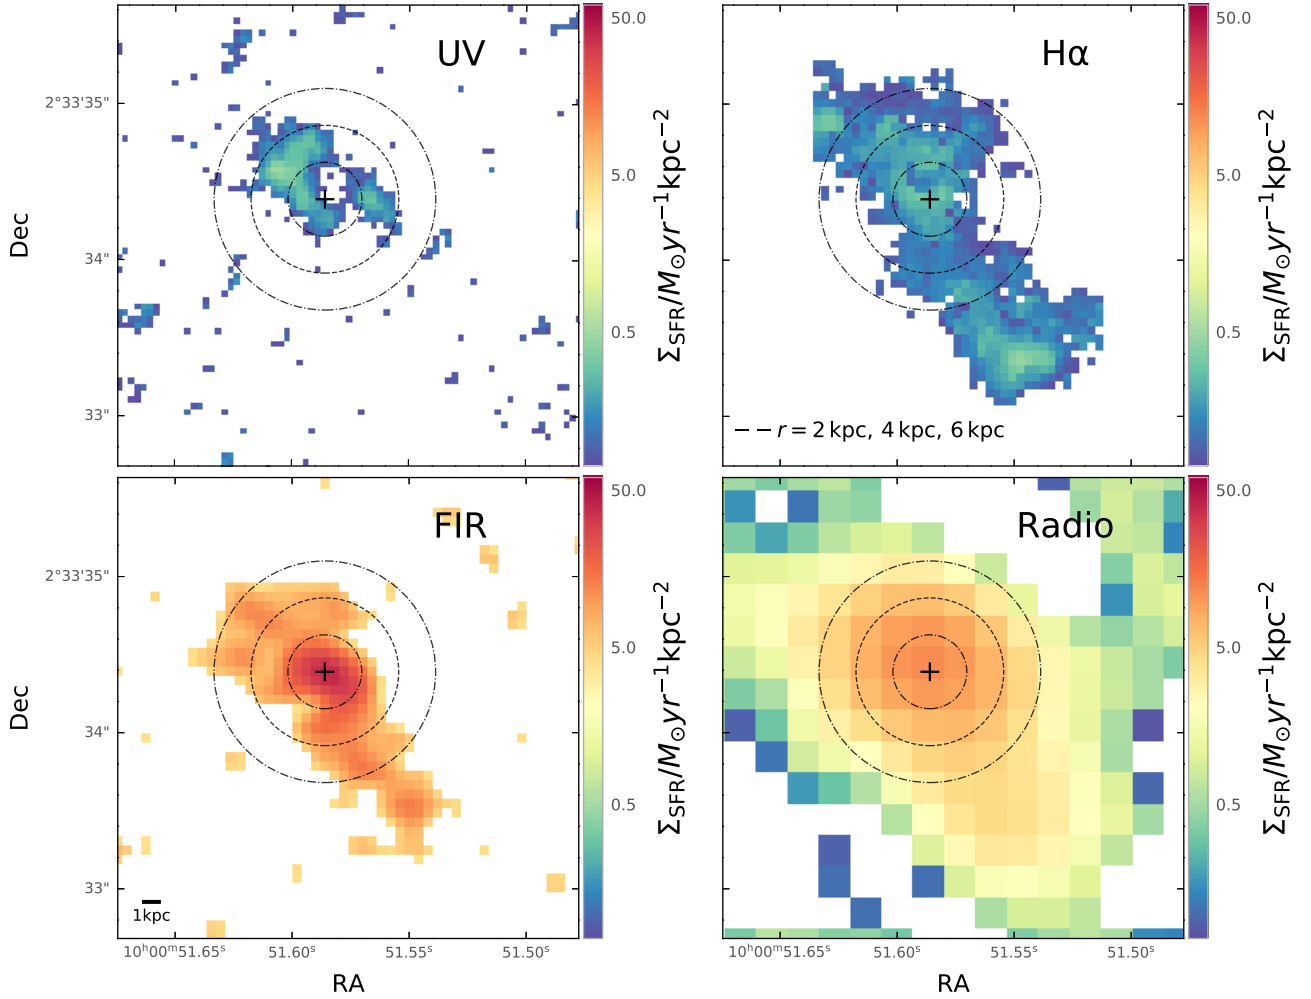 UV
Hα
50.0
5.0
0.5
Σ_SFR/M_⊙yr⁻¹kpc⁻²
50.0
5.0
0.5
Σ_SFR/M_⊙yr⁻¹kpc⁻²
2°33'35"
34"
33"
Dec
r = 2 kpc, 4 kpc, 6 kpc
FIR
Radio
50.0
5.0
0.5
Σ_SFR/M_⊙yr⁻¹kpc⁻²
50.0
5.0
0.5
Σ_SFR/M_⊙yr⁻¹kpc⁻²
2°33'35"
34"
33"
Dec
1kpc
10ʰ00ᵐ51.65ˢ
51.60ˢ
51.55ˢ
51.50ˢ
RA
10ʰ00ᵐ51.65ˢ
51.60ˢ
51.55ˢ
51.50ˢ
RA